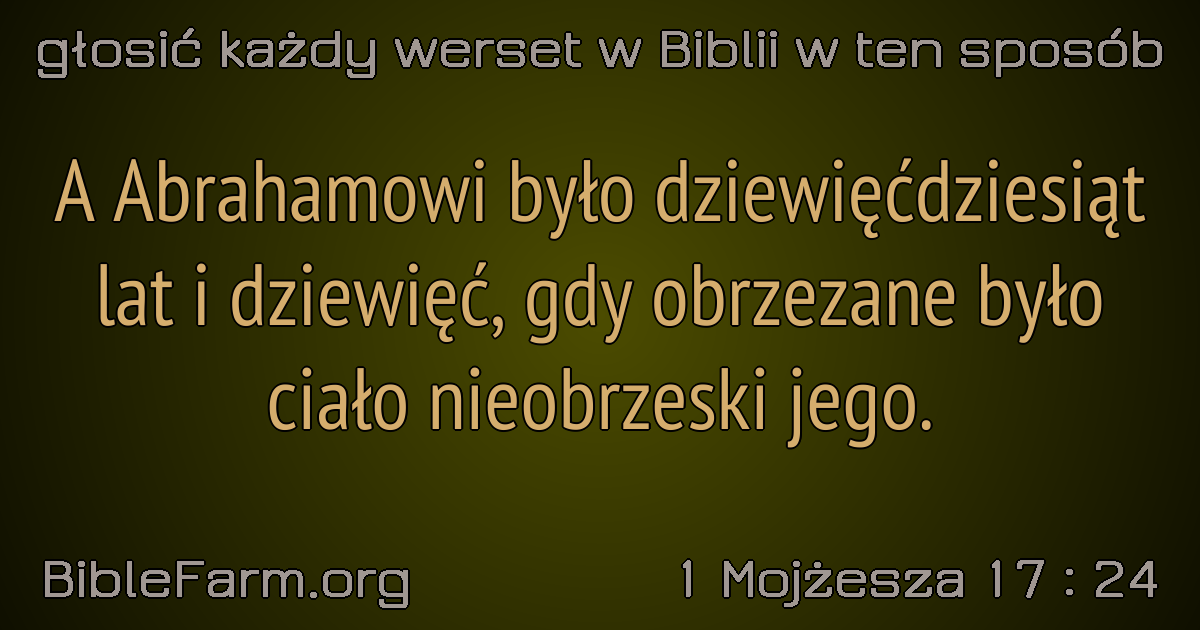 głosić każdy werset w Biblii w ten sposób
A Abrahamowi było dziewięćdziesiąt
lat i dziewięć, gdy obrzezane było
ciało nieobrzeski jego.
BibleFarm.org
1 Mojżesza 17 : 24